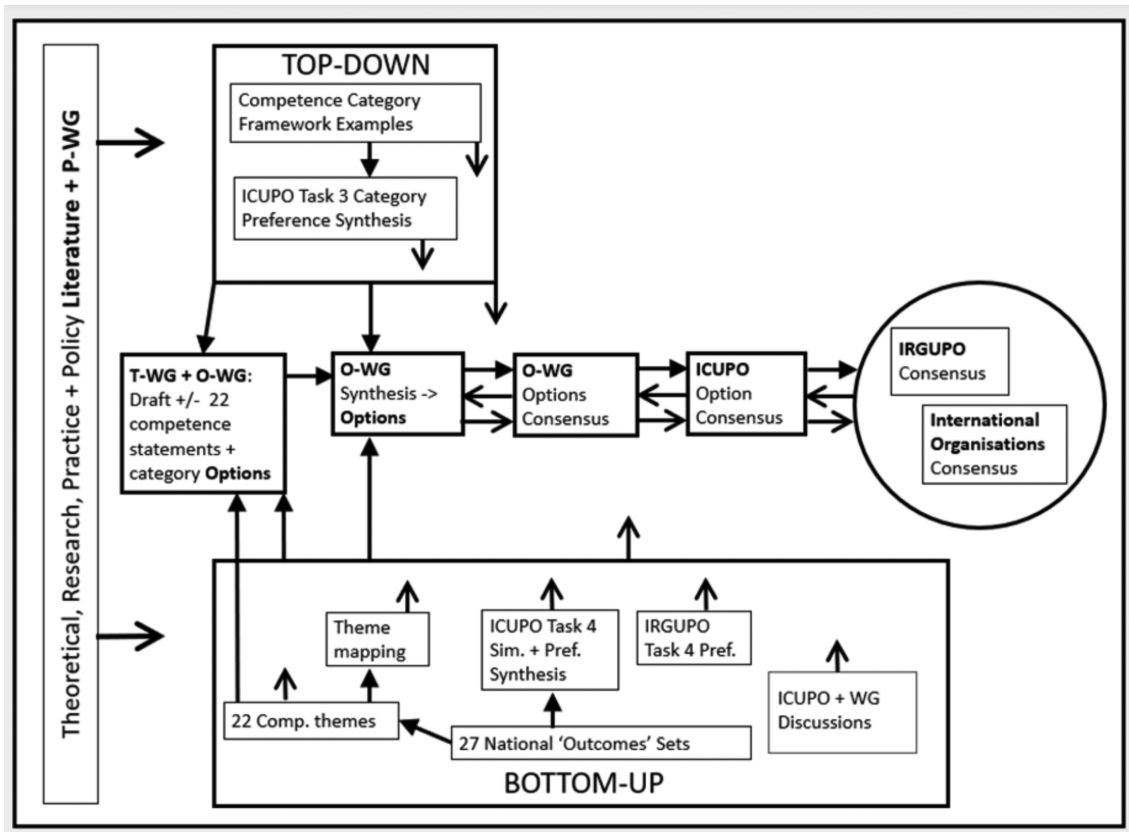 Theoretical, Research, Practice + Policy Literature + P-WG
TOP-DOWN
Competence Category
Framework Examples
ICUPO Task 3 Category
Preference Synthesis
T-WG + O-WG:
Draft +/- 22
competence
statements +
category Options
O-WG
Synthesis ->
Options
O-WG
Options
Consensus
ICUPO
Option
Consensus
IRGUPO
Consensus
International
Organisations
Consensus
Theme
mapping
ICUPO Task 4
Sim. + Pref.
Synthesis
IRGUPO
Task 4 Pref.
ICUPO + WG
Discussions
22 Comp. themes
27 National ‘Outcomes’ Sets
BOTTOM-UP